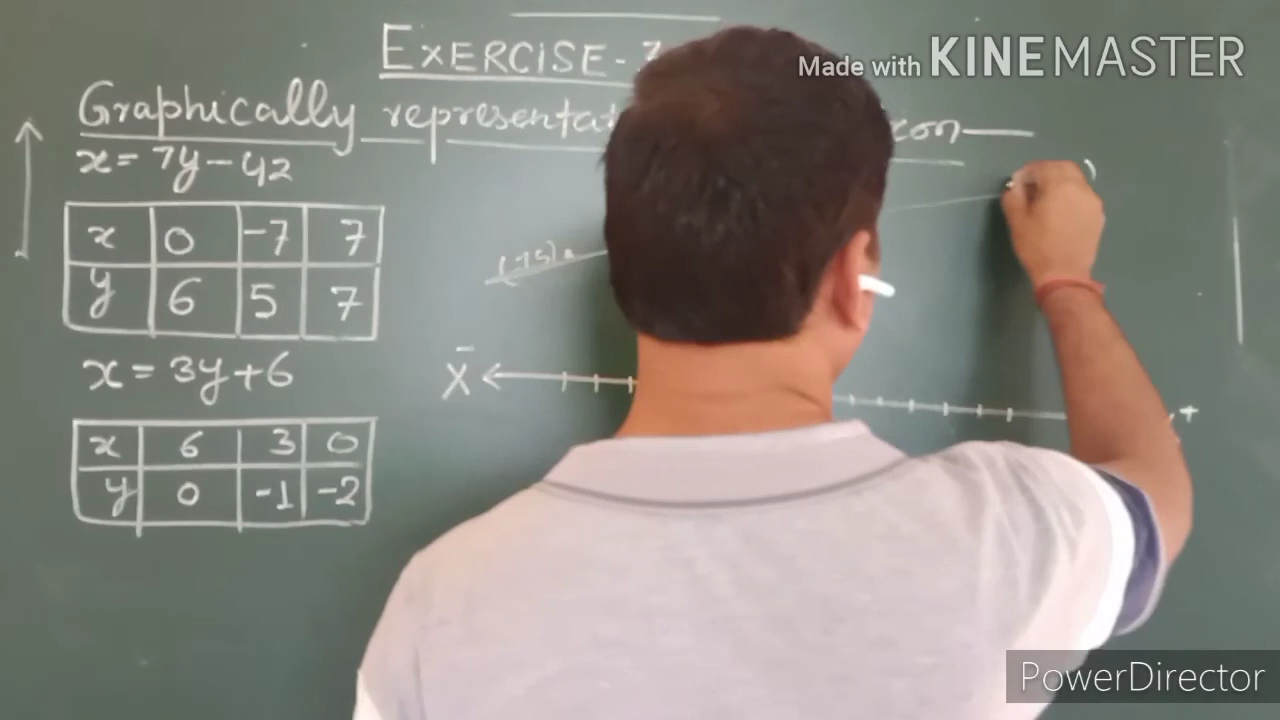 EXERCISE-
Made with KINEMASTER
Graphically
x = 7y - 42
x 0 -7 7
y 6 5 7
x = 3y + 6
X̄
x 6 3 0
y 0 -1 -2
PowerDirector